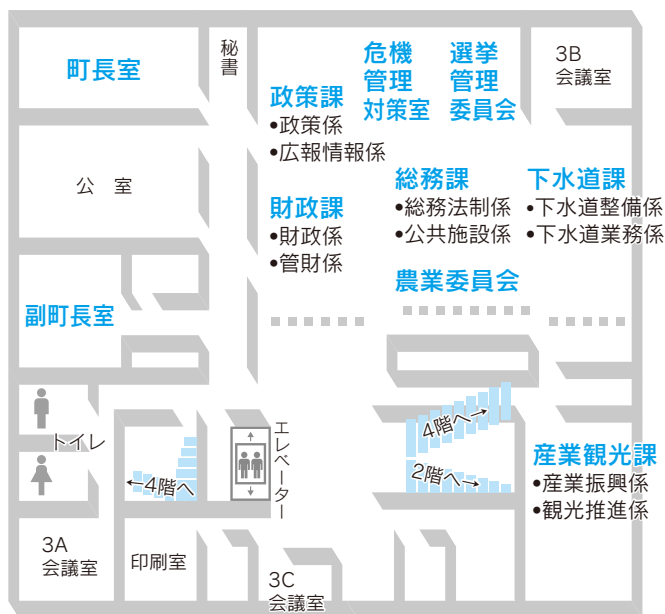 町長室
秘書
危機
管理
対策室
選挙
管理
委員会
3B
会議室
政策課
•政策係
•広報情報係
公　室
財政課
•財政係
•管財係
総務課
•総務法制係
•公共施設係
下水道課
•下水道整備係
•下水道業務係
農業委員会
副町長室
トイレ
←4階へ
エレベーター
4階へ→
2階へ→
産業観光課
•産業振興係
•観光推進係
3A
会議室
印刷室
3C
会議室